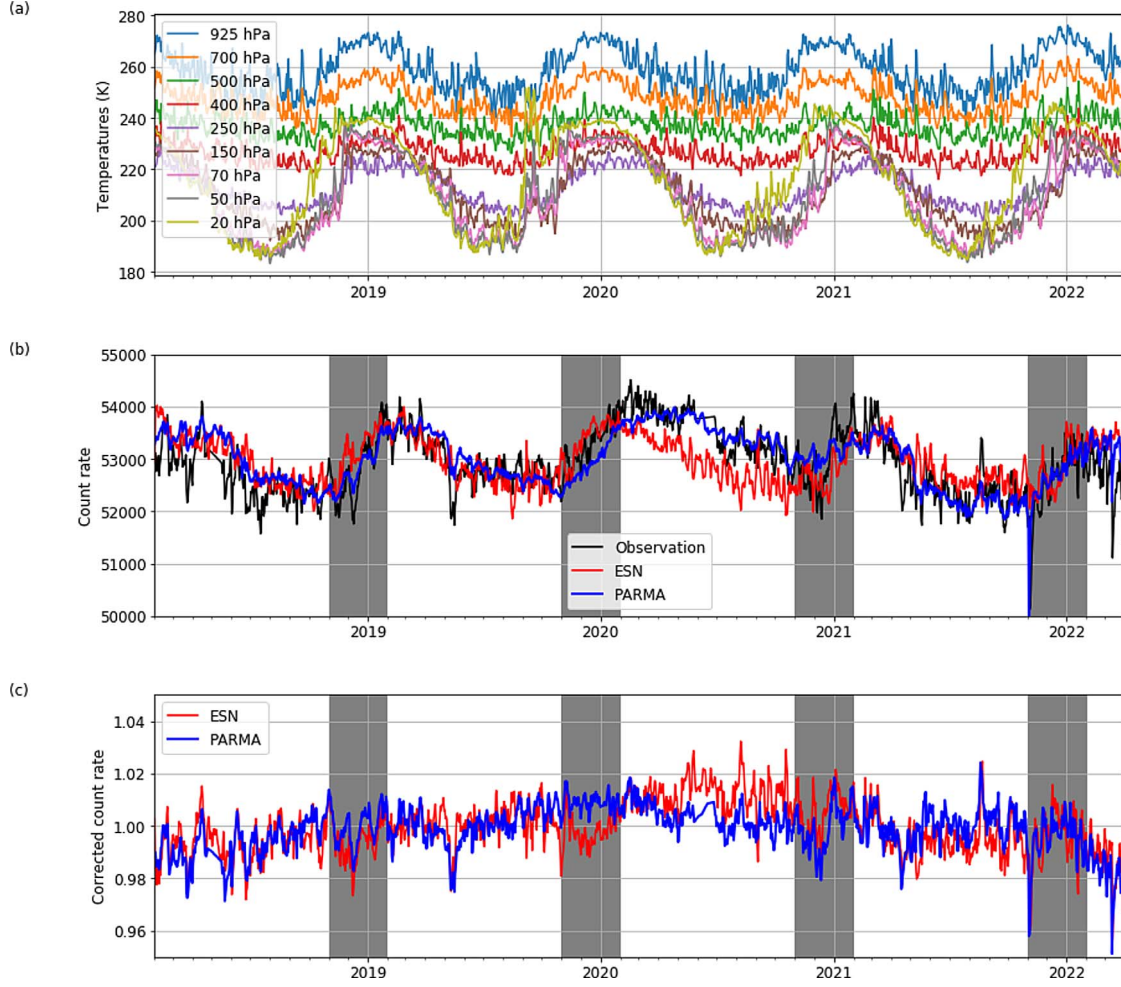 (a)
280
260
240
220
200
180
Temperatures (K)
925 hPa
700 hPa
500 hPa
400 hPa
250 hPa
150 hPa
70 hPa
50 hPa
20 hPa
2019 2020 2021 2022
(b)
55000
54000
53000
52000
51000
50000
Count rate
Observation
ESN
PARMA
2019 2020 2021 2022
(c)
1.04
1.02
1.00
0.98
0.96
Corrected count rate
ESN
PARMA
2019 2020 2021 2022